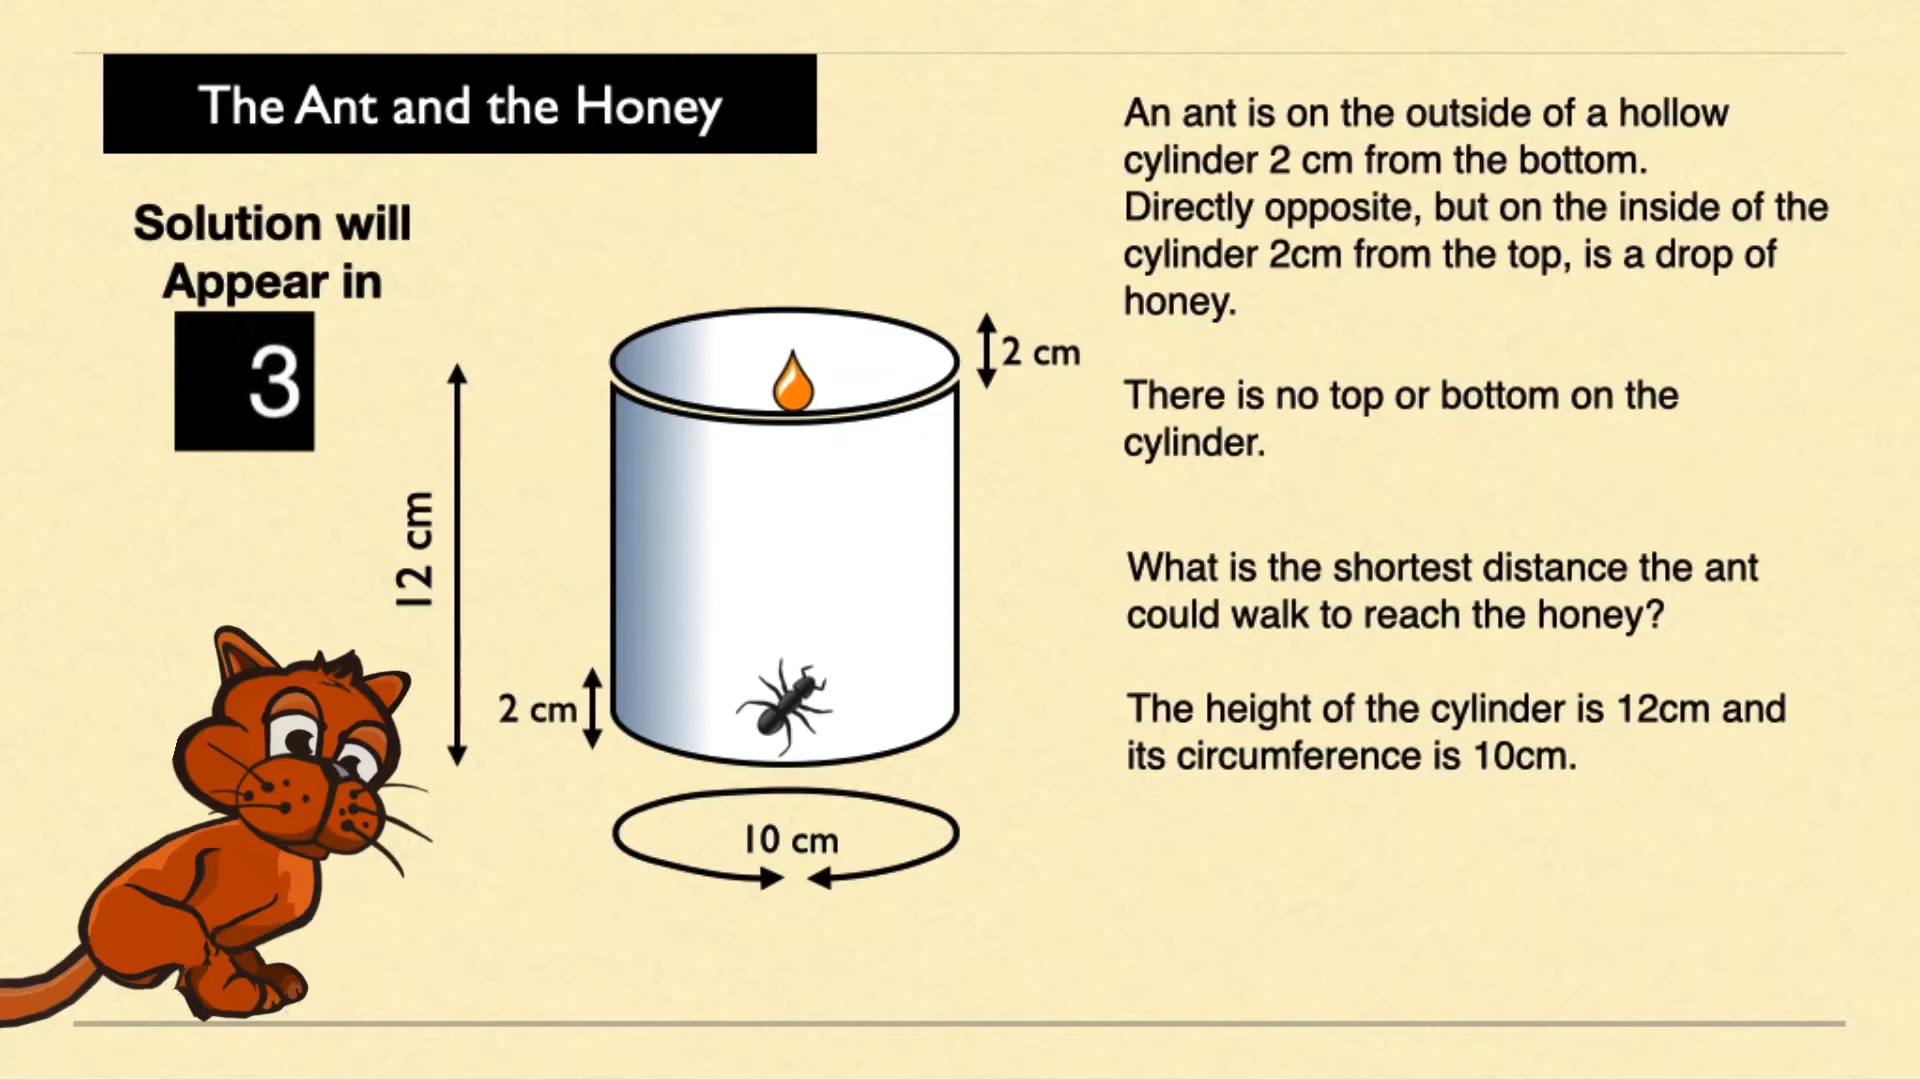 The Ant and the Honey
Solution will
Appear in
3
An ant is on the outside of a hollow
cylinder 2 cm from the bottom.
Directly opposite, but on the inside of the
cylinder 2cm from the top, is a drop of
honey.
There is no top or bottom on the
cylinder.
What is the shortest distance the ant
could walk to reach the honey?
The height of the cylinder is 12cm and
its circumference is 10cm.
2 cm
12 cm
2 cm
10 cm